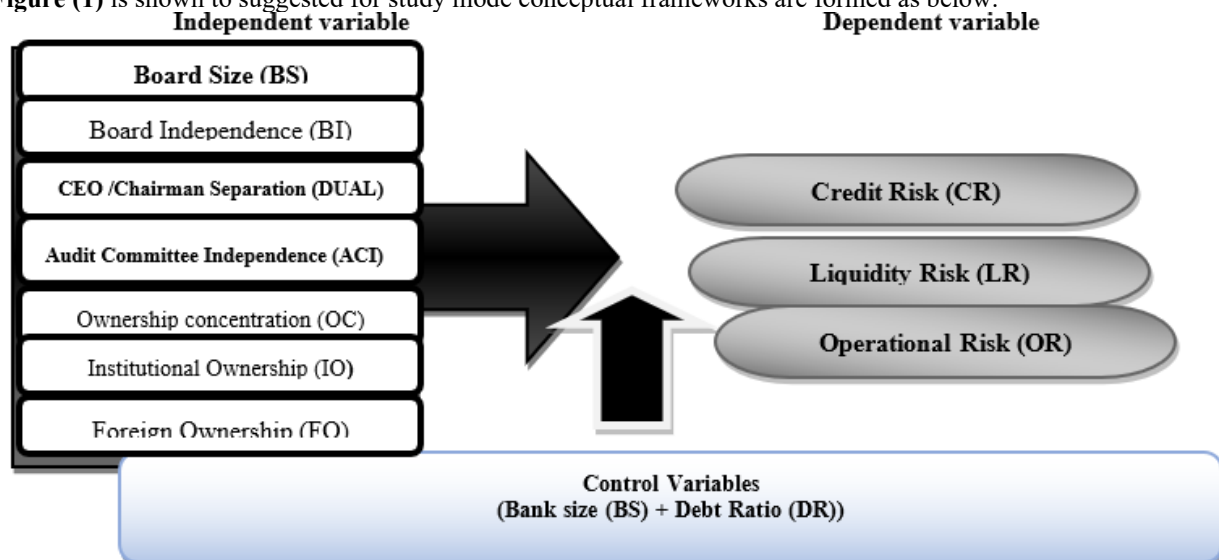 Figure (1) is shown to suggested for study mode conceptual frameworks are formed as below:
Independent variable
Dependent variable
Board Size (BS)
Board Independence (BI)
CEO /Chairman Separation (DUAL)
Audit Committee Independence (ACI)
Ownership concentration (OC)
Institutional Ownership (IO)
Foreign Ownership (FO)
Credit Risk (CR)
Liquidity Risk (LR)
Operational Risk (OR)
Control Variables
(Bank size (BS) + Debt Ratio (DR))